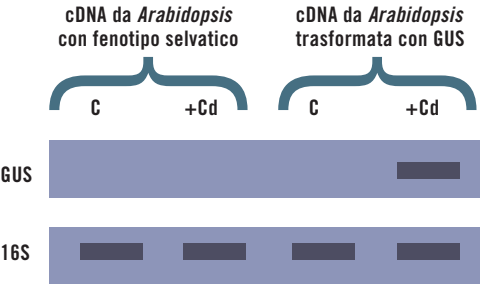 cDNA da Arabidopsis
con fenotipo selvatico
cDNA da Arabidopsis
trasformata con GUS
C +Cd C +Cd
GUS
16S